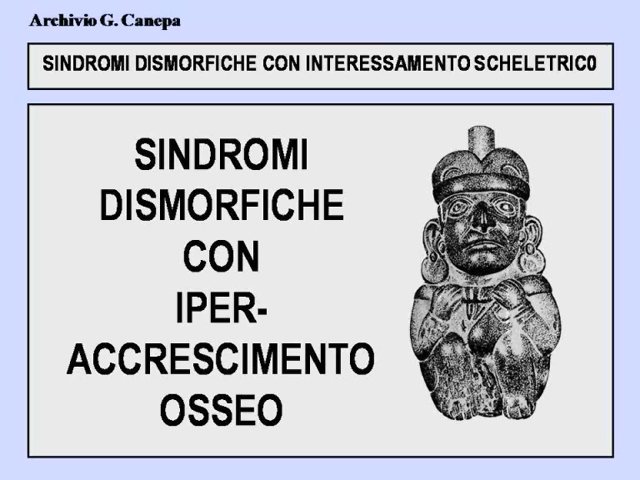 Archivio G. Canepa
SINDROMI DISMORFICHE CON INTERESSAMENTO SCHELETRIC0
SINDROMI
DISMORFICHE
CON
IPER-
ACCRESCIMENTO
OSSEO